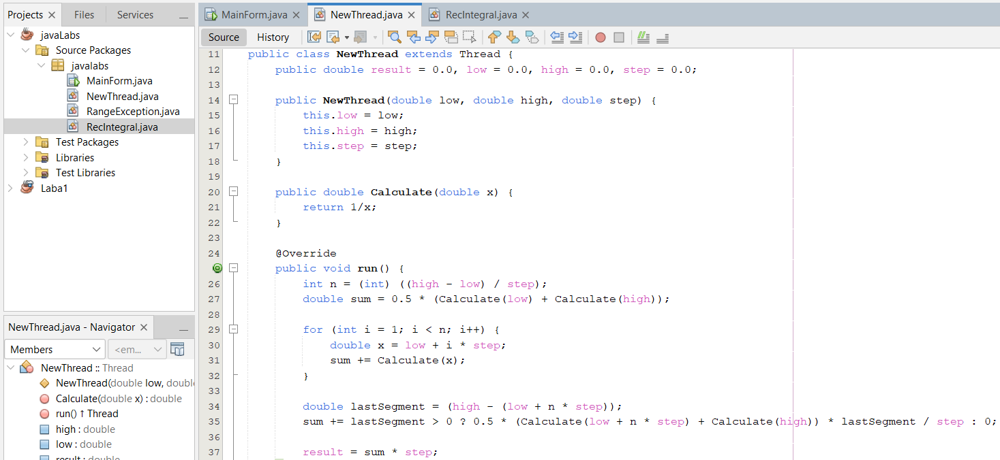 Projects Files Services
javaLabs
Source Packages
javalabs
MainForm.java
NewThread.java
RangeException.java
RecIntegral.java
Test Packages
Libraries
Test Libraries
Laba1
NewThread.java - Navigator
Members <em...
NewThread :: Thread
NewThread(double low, double
Calculate(double x) : double
run() ↑ Thread
high : double
low : double
result : double
MainForm.java NewThread.java RecIntegral.java
Source History
11 public class NewThread extends Thread {
12 public double result = 0.0, low = 0.0, high = 0.0, step = 0.0;
13
14 public NewThread(double low, double high, double step) {
15 this.low = low;
16 this.high = high;
17 this.step = step;
18 }
19
20 public double Calculate(double x) {
21 return 1/x;
22 }
23
24 @Override
public void run() {
26 int n = (int) ((high - low) / step);
27 double sum = 0.5 * (Calculate(low) + Calculate(high));
28
29 for (int i = 1; i < n; i++) {
30 double x = low + i * step;
31 sum += Calculate(x);
32 }
33
34 double lastSegment = (high - (low + n * step));
35 sum += lastSegment > 0 ? 0.5 * (Calculate(low + n * step) + Calculate(high)) * lastSegment / step : 0;
36
37 result = sum * step;